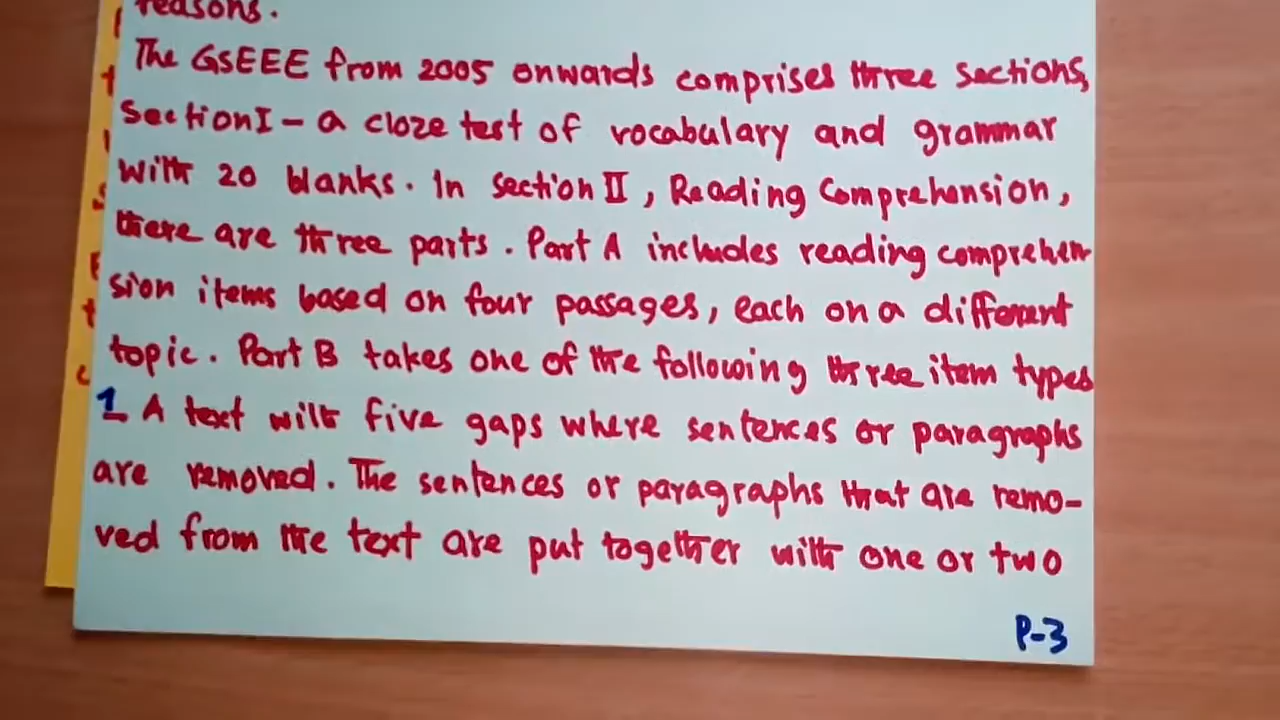 reasons.
The GSEEE from 2005 onwards comprises three sections,
Section I - a cloze test of vocabulary and grammar
with 20 blanks. In section II, Reading Comprehension,
there are three parts. Part A includes reading comprehen-
sion items based on four passages, each on a different
topic. Part B takes one of the following three item types
1 A text with five gaps where sentences or paragraphs
are removed. The sentences or paragraphs that are remo-
ved from the text are put together with one or two
P-3